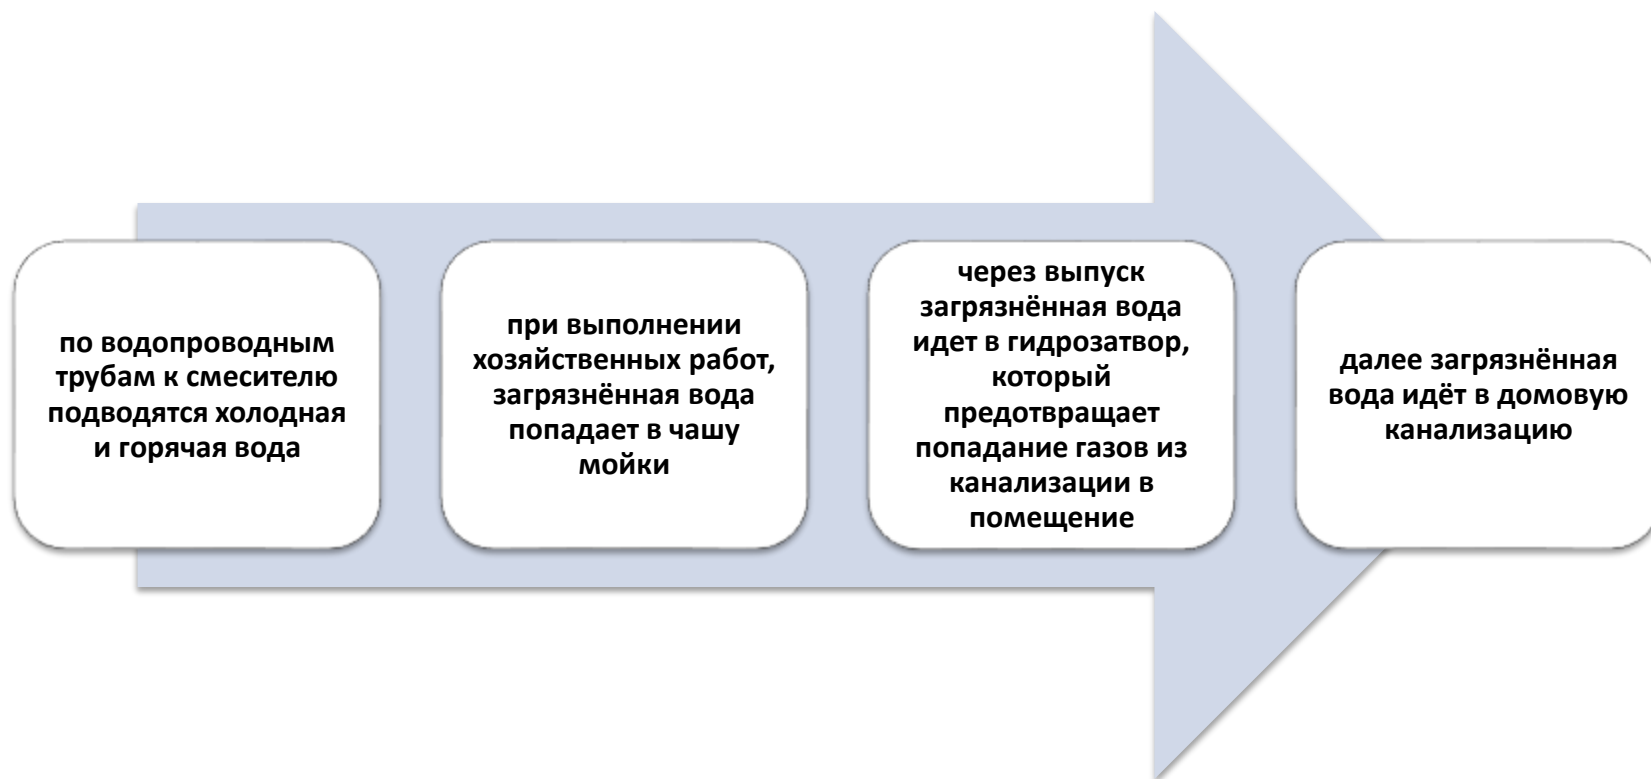 по водопроводным
трубам к смесителю
подводятся холодная
и горячая вода
при выполнении
хозяйственных работ,
загрязнённая вода
попадает в чашу
мойки
через выпуск
загрязнённая вода
идет в гидрозатвор,
который
предотвращает
попадание газов из
канализации в
помещение
далее загрязнённая
вода идёт в домовую
канализацию